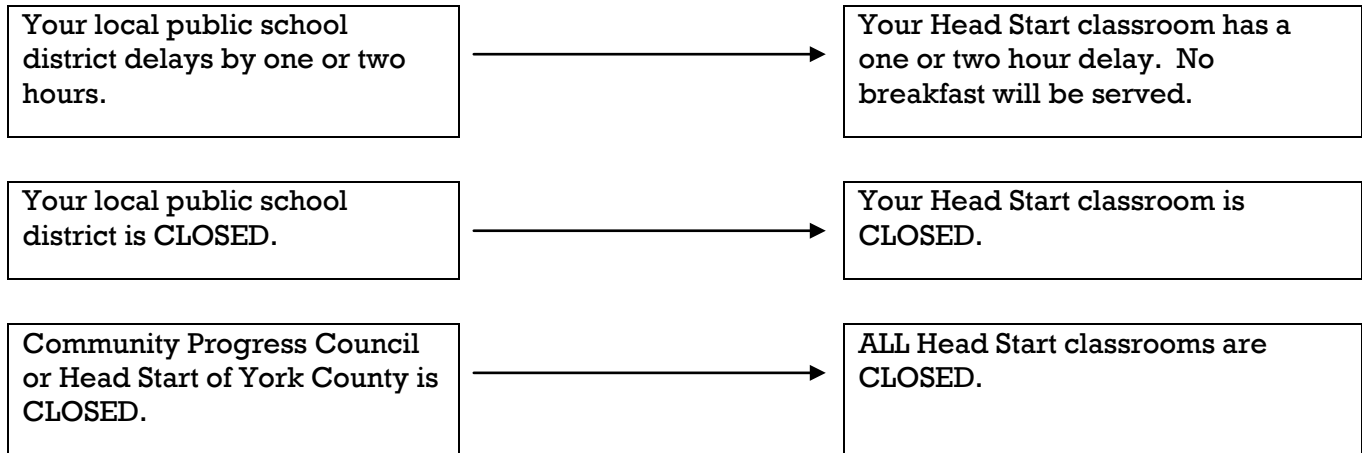 Your local public school
district delays by one or two
hours.
Your Head Start classroom has a
one or two hour delay.  No
breakfast will be served.
Your local public school
district is CLOSED.
Your Head Start classroom is
CLOSED.
Community Progress Council
or Head Start of York County is
CLOSED.
ALL Head Start classrooms are
CLOSED.